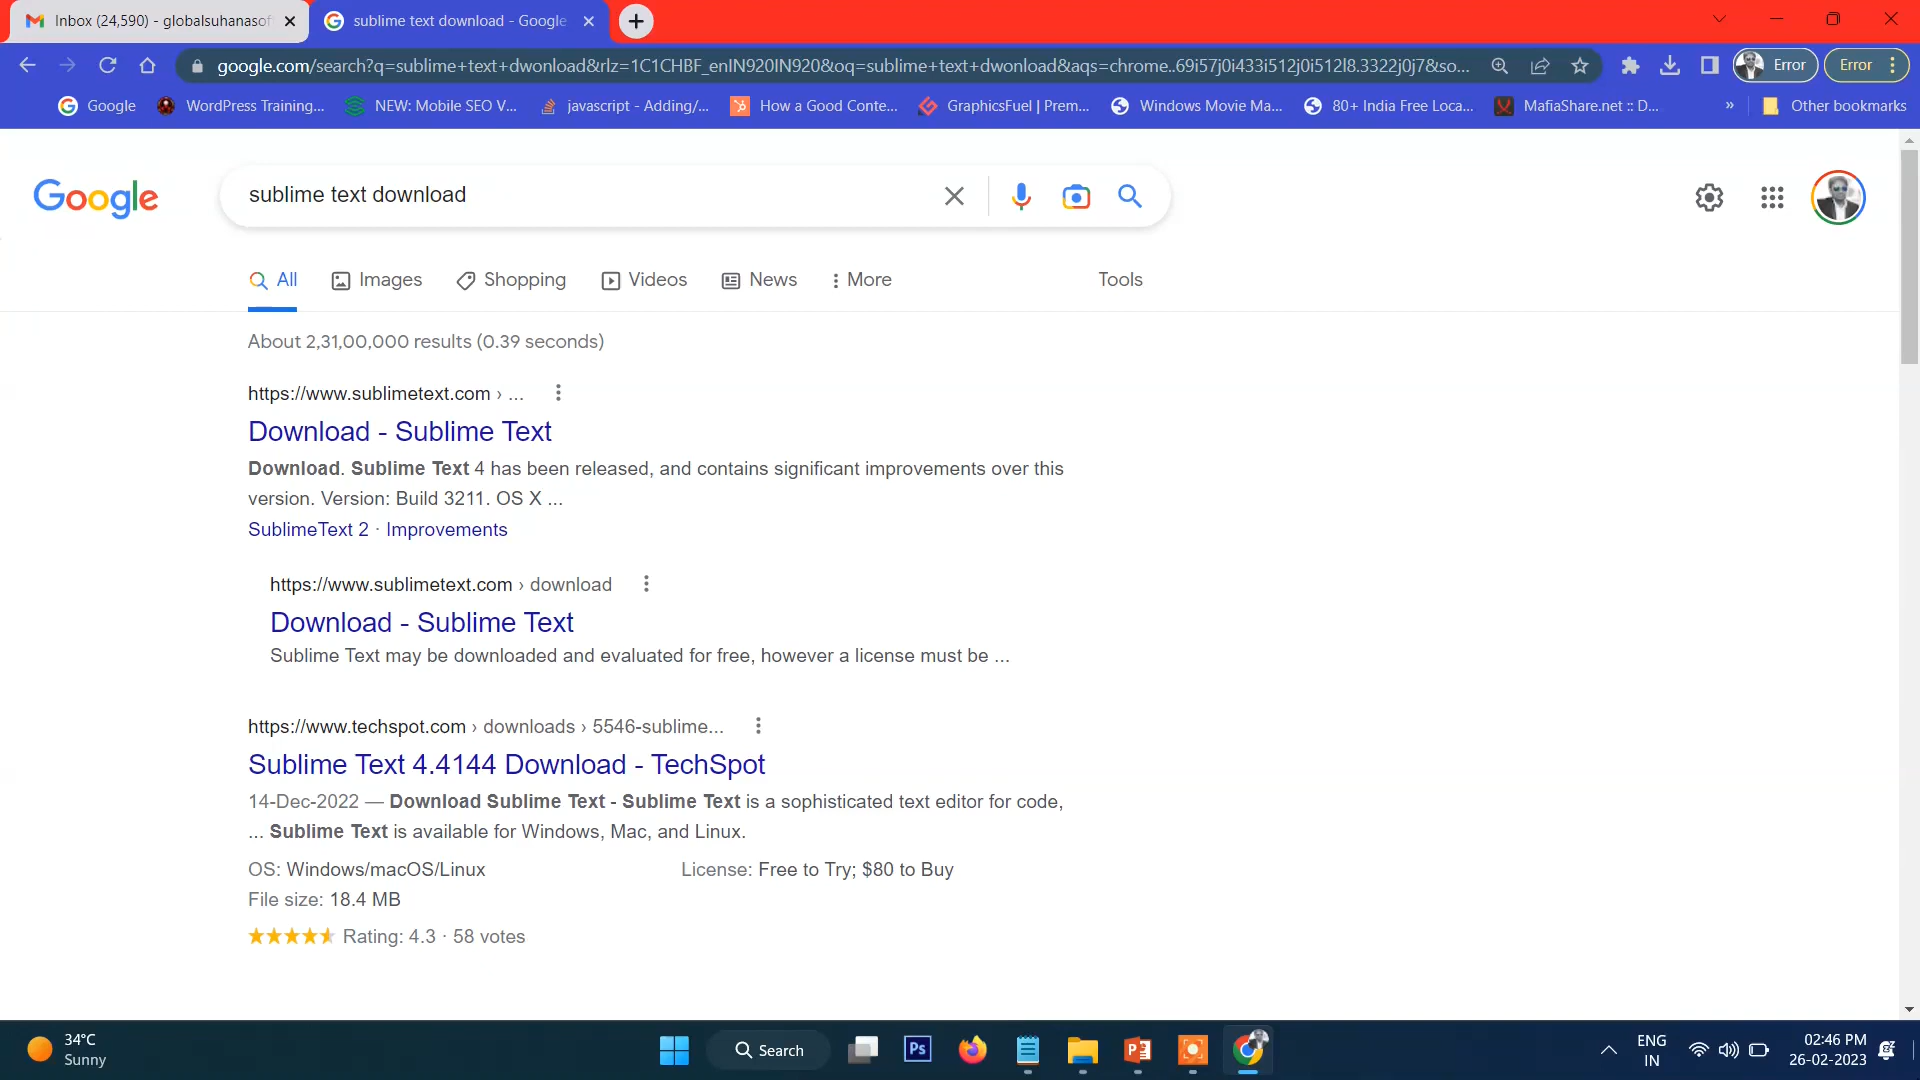 Inbox (24,590) - globalsuhanasof
sublime text download - Google
google.com/search?q=sublime+text+dwonload&rlz=1C1CHBF_enIN920IN920&oq=sublime+text+dwonload&aqs=chrome..69i57j0i433i512j0i512l8.3322j0j7&so...
Error
Error
Google
WordPress Training...
NEW: Mobile SEO V...
javascript - Adding/...
How a Good Conte...
GraphicsFuel | Prem...
Windows Movie Ma...
80+ India Free Loca...
MafiaShare.net :: D...
»
Other bookmarks
Google
sublime text download
All
Images
Shopping
Videos
News
More
Tools
About 2,31,00,000 results (0.39 seconds)
https://www.sublimetext.com › ...
Download - Sublime Text
Download. Sublime Text 4 has been released, and contains significant improvements over this
version. Version: Build 3211. OS X ...
SublimeText 2 · Improvements
https://www.sublimetext.com › download
Download - Sublime Text
Sublime Text may be downloaded and evaluated for free, however a license must be ...
https://www.techspot.com › downloads › 5546-sublime...
Sublime Text 4.4144 Download - TechSpot
14-Dec-2022 — Download Sublime Text - Sublime Text is a sophisticated text editor for code,
... Sublime Text is available for Windows, Mac, and Linux.
OS: Windows/macOS/Linux
License: Free to Try; $80 to Buy
File size: 18.4 MB
Rating: 4.3 · 58 votes
34°C
Sunny
Search
Ps
ENG
IN
02:46 PM
26-02-2023